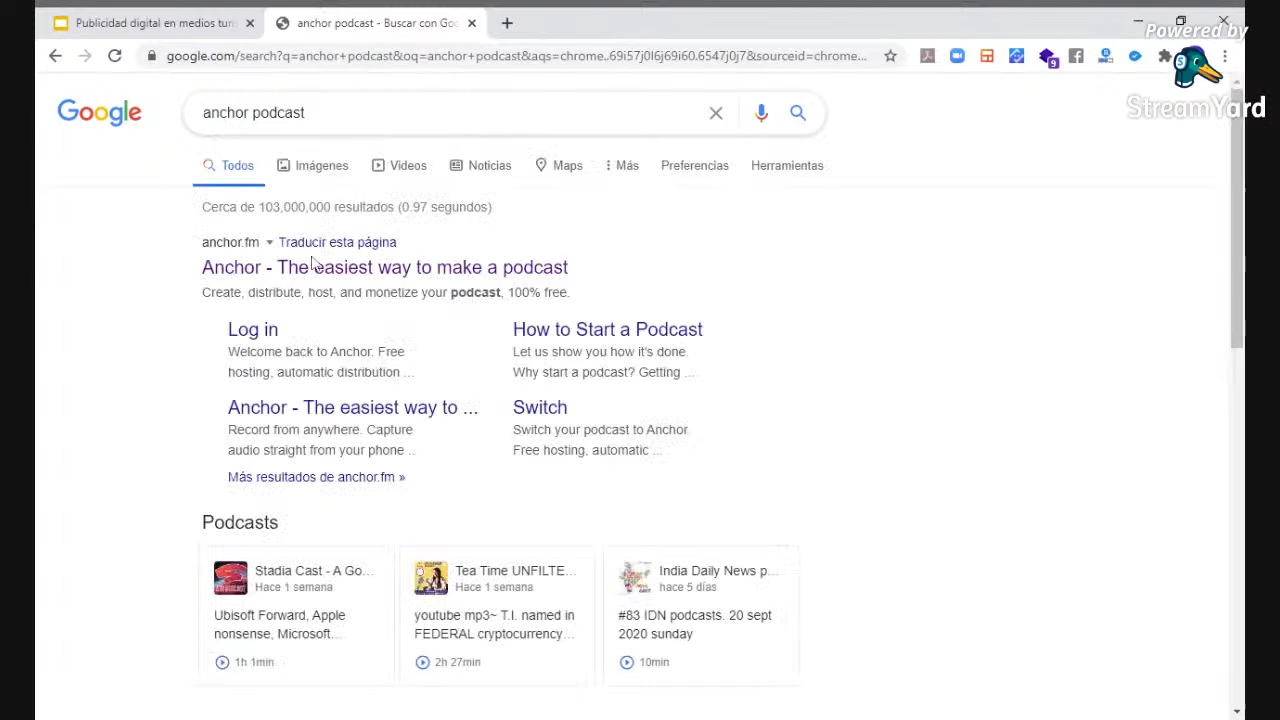 Publicidad digital en medios turi
anchor podcast - Buscar con Goo
Powered by
StreamYard
google.com/search?q=anchor+podcast&oq=anchor+podcast&aqs=chrome..69i57j0l6j69i60.6547j0j7&sourceid=chrome...
9
Google
anchor podcast
Todos
Imágenes
Videos
Noticias
Maps
Más
Preferencias
Herramientas
Cerca de 103,000,000 resultados (0.97 segundos)
anchor.fm
Traducir esta página
Anchor - The easiest way to make a podcast
Create, distribute, host, and monetize your podcast, 100% free.
Log in
Welcome back to Anchor. Free
hosting, automatic distribution ...
How to Start a Podcast
Let us show you how it's done.
Why start a podcast? Getting ...
Anchor - The easiest way to ...
Record from anywhere. Capture
audio straight from your phone ...
Switch
Switch your podcast to Anchor.
Free hosting, automatic ...
Más resultados de anchor.fm »
Podcasts
Stadia Cast - A Go...
Hace 1 semana
Ubisoft Forward, Apple
nonsense, Microsoft...
1h 1min
Tea Time UNFILTE...
Hace 1 semana
youtube mp3~ T.I. named in
FEDERAL cryptocurrency...
2h 27min
India Daily News p...
hace 5 días
#83 IDN podcasts. 20 sept
2020 sunday
10min